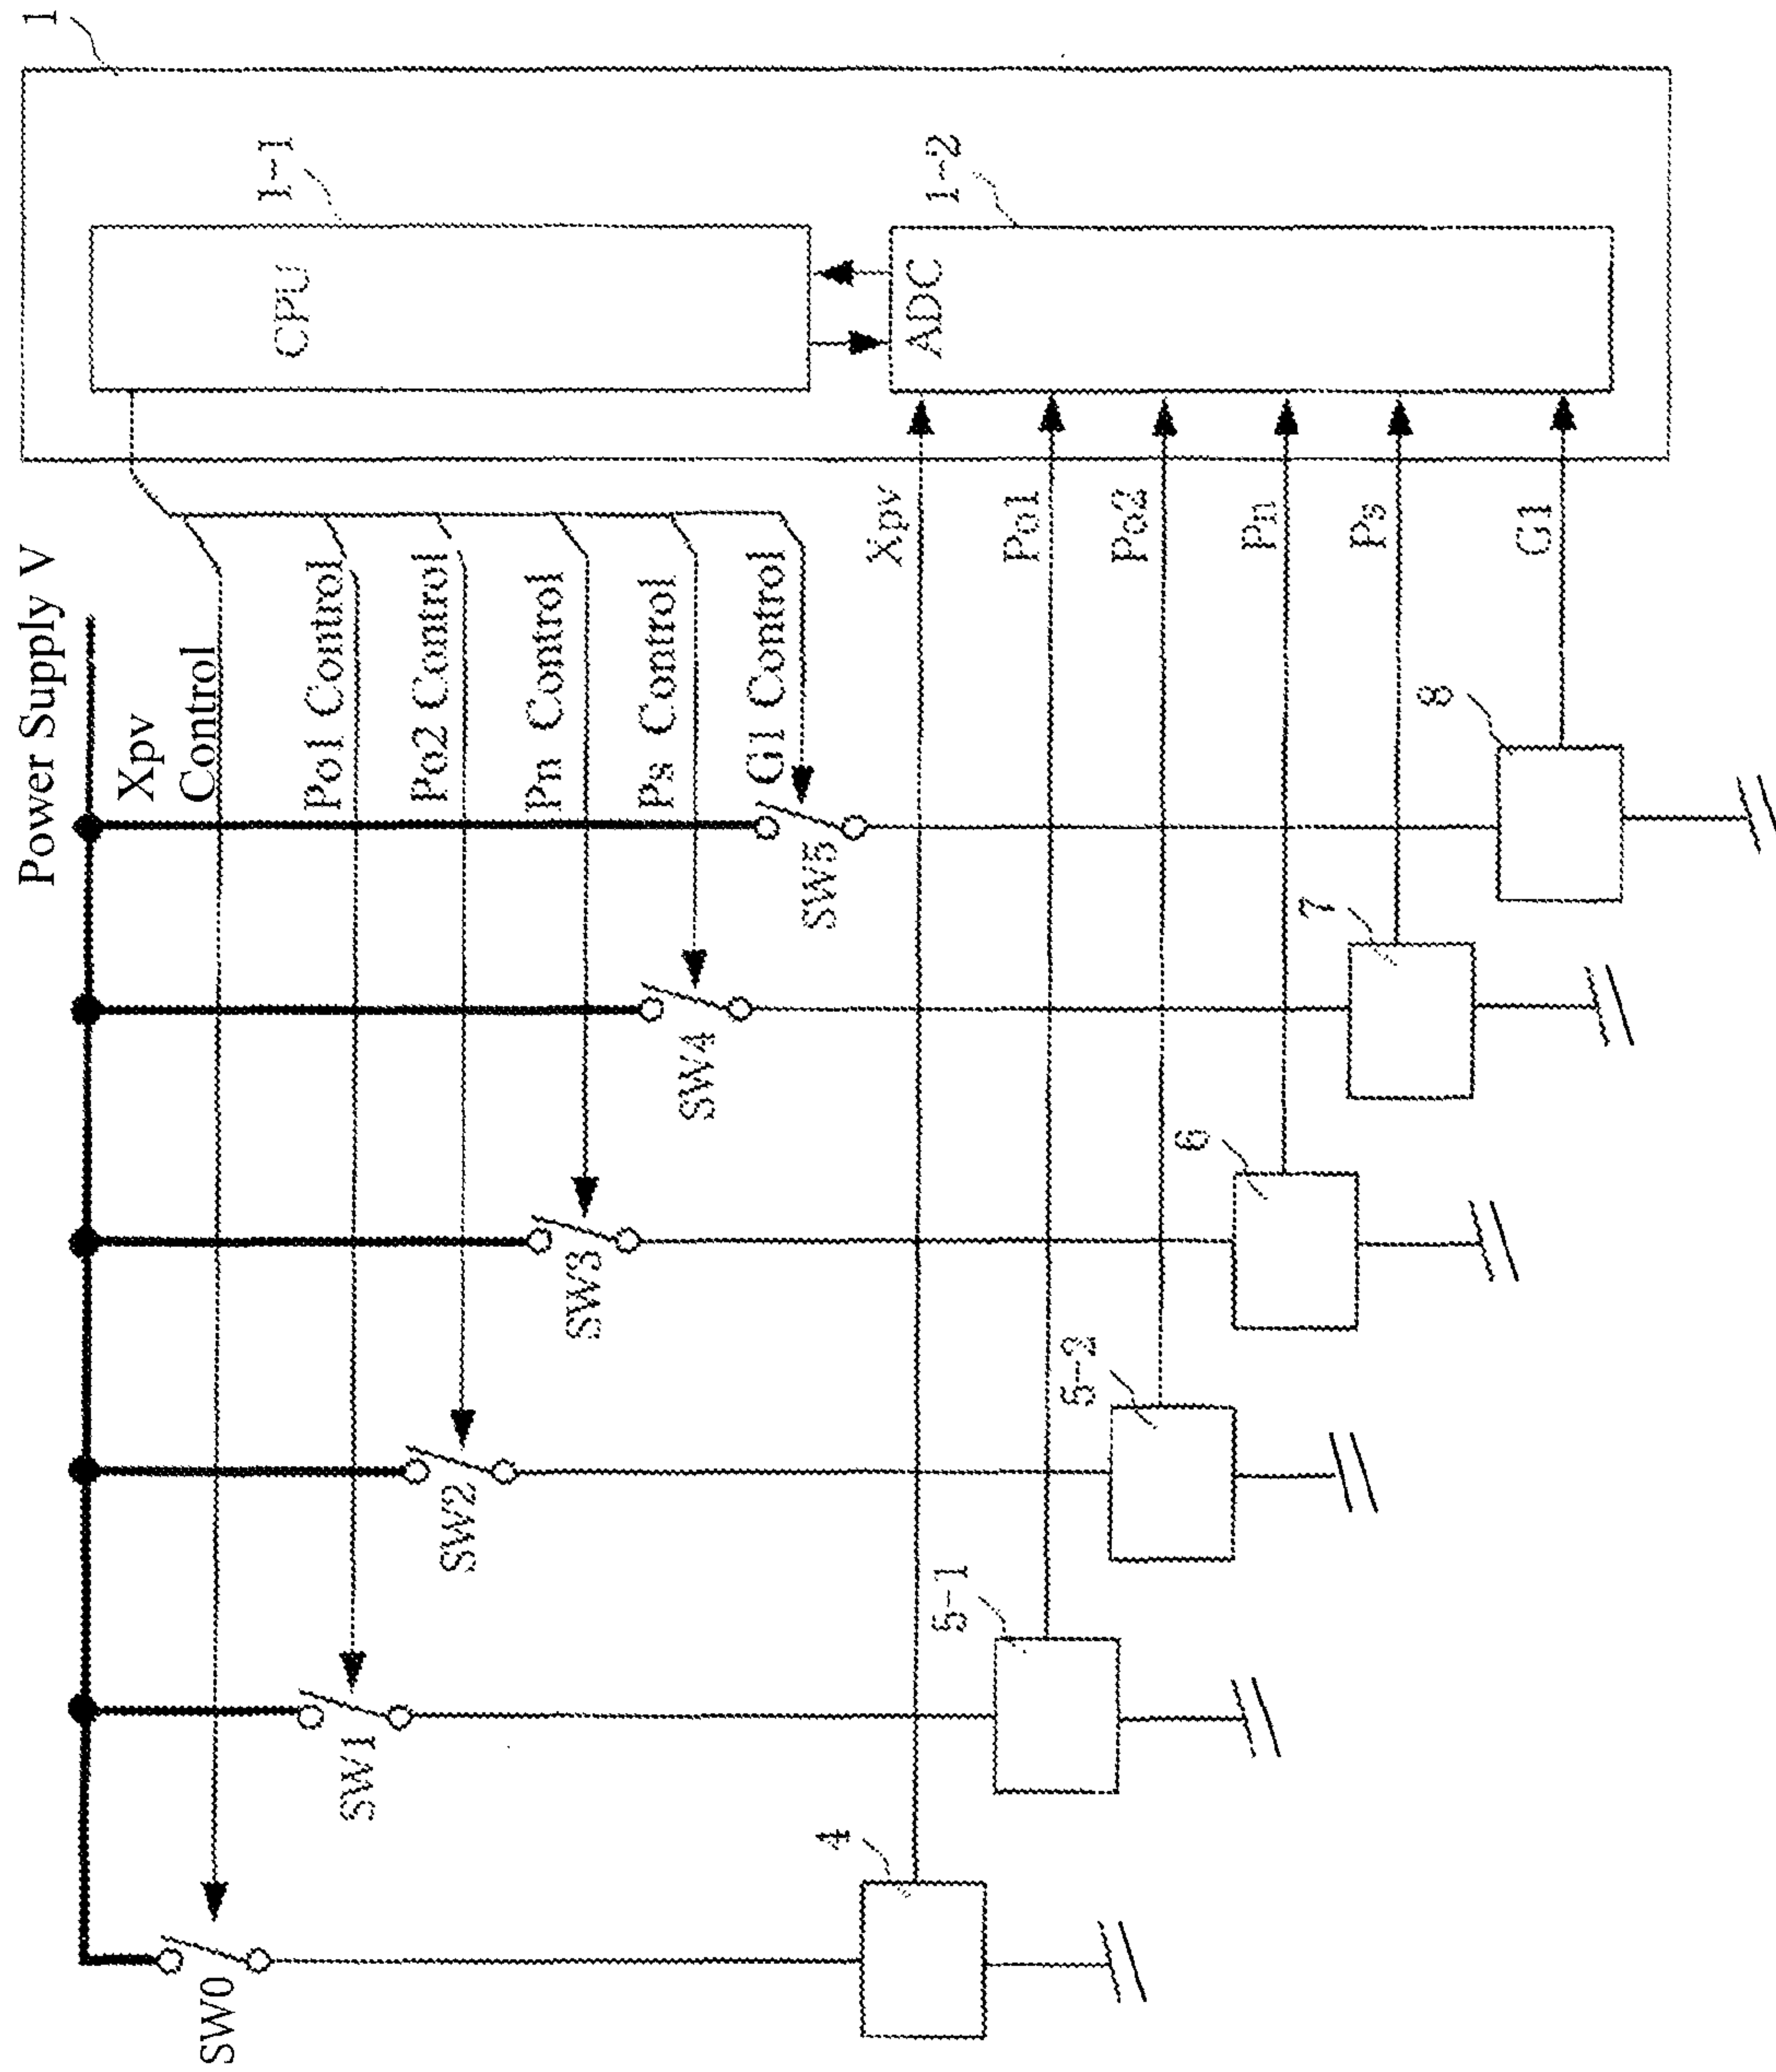 Power Supply V
Xpv
Control
Po1 Control
Po2 Control
Pn Control
Ps Control
G1 Control
SW0
SW1
SW2
SW3
SW4
SW5
1
1-1
CPU
1-2
ADC
Xpv
Po1
Po2
Pn
Ps
G1
4
5-1
5-2
6
7
8